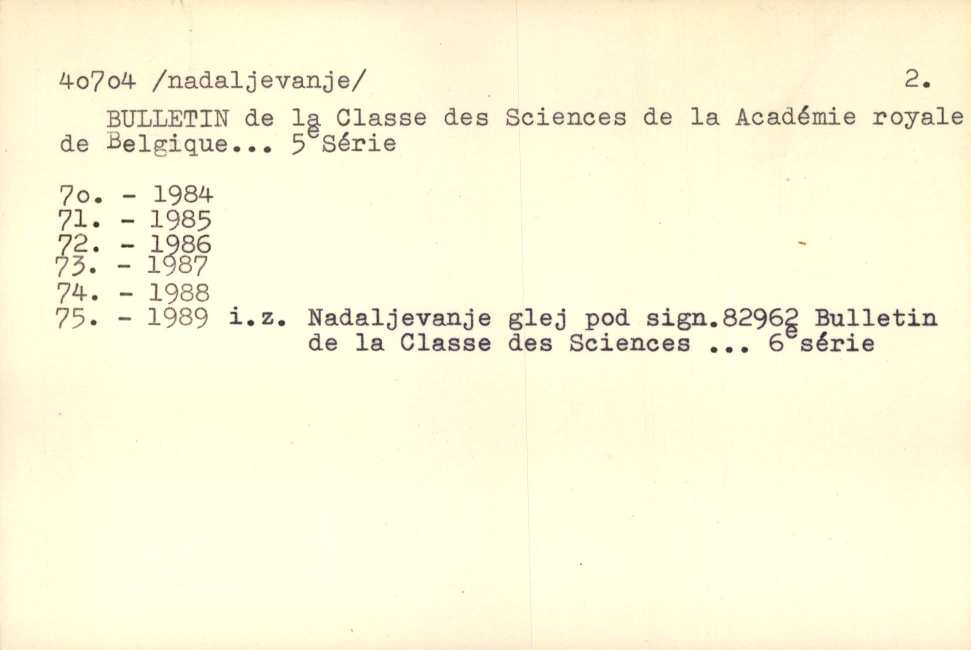 4o7o4 /nadaljevanje/ 2.
BULLETIN de la Classe des Sciences de la Académie royale
de Belgique... 5e Série
7o. - 1984
71. - 1985
72. - 1986
73. - 1987
74. - 1988
75. - 1989 i.z. Nadaljevanje glej pod sign.82962 Bulletin
de la Classe des Sciences ... 6e série